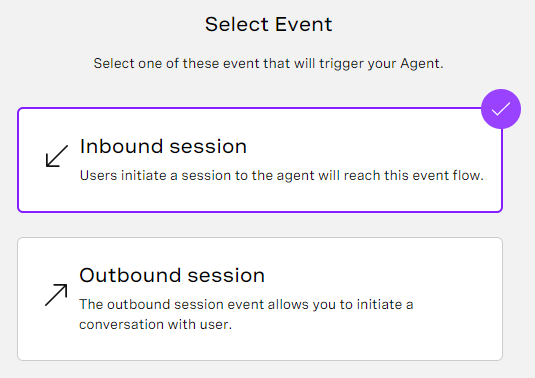 Select Event
Select one of these event that will trigger your Agent.
Inbound session
Users initiate a session to the agent will reach this event flow.
Outbound session
The outbound session event allows you to initiate a
conversation with user.